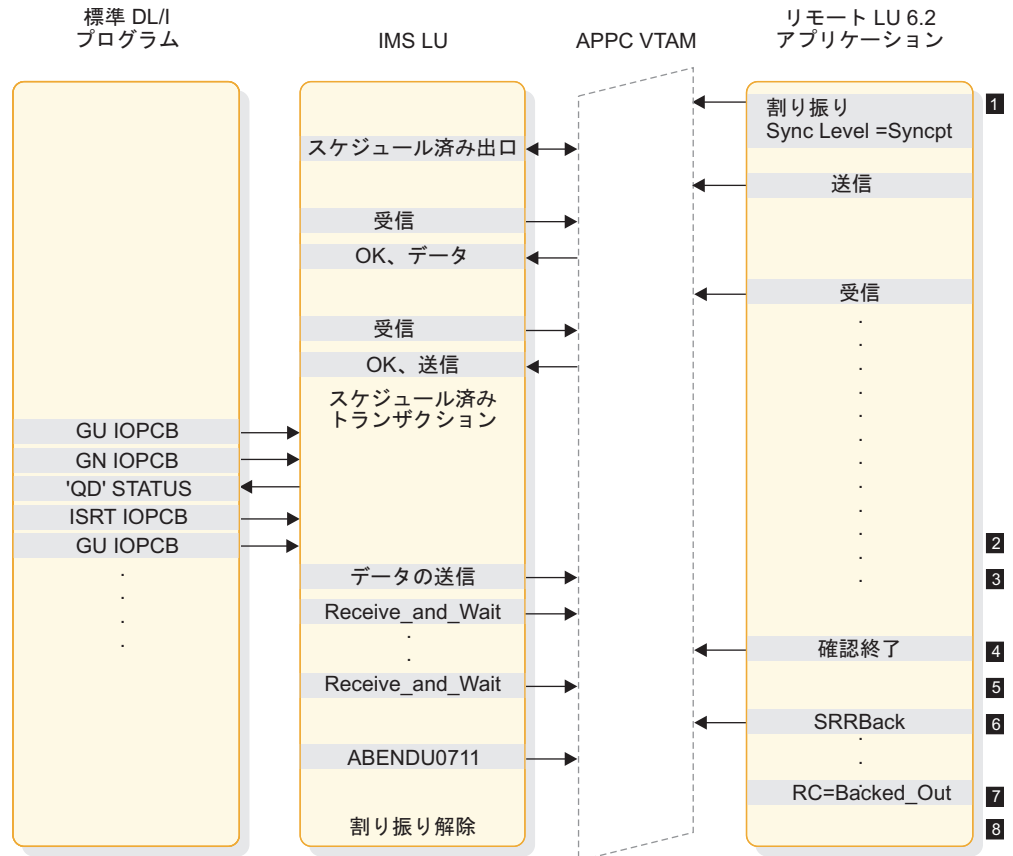 標準 DL/I
プログラム
IMS LU
APPC VTAM
リモート LU 6.2
アプリケーション
割り振り
Sync Level =Syncpt
1
スケジュール済み出口
送信
受信
OK、データ
受信
受信
OK、送信
スケジュール済み
トランザクション
GU IOPCB
GN IOPCB
'QD' STATUS
ISRT IOPCB
GU IOPCB
2
データの送信
3
Receive_and_Wait
確認終了
4
Receive_and_Wait
5
SRRBack
6
ABENDU0711
RC=Backed_Out
7
割り振り解除
8